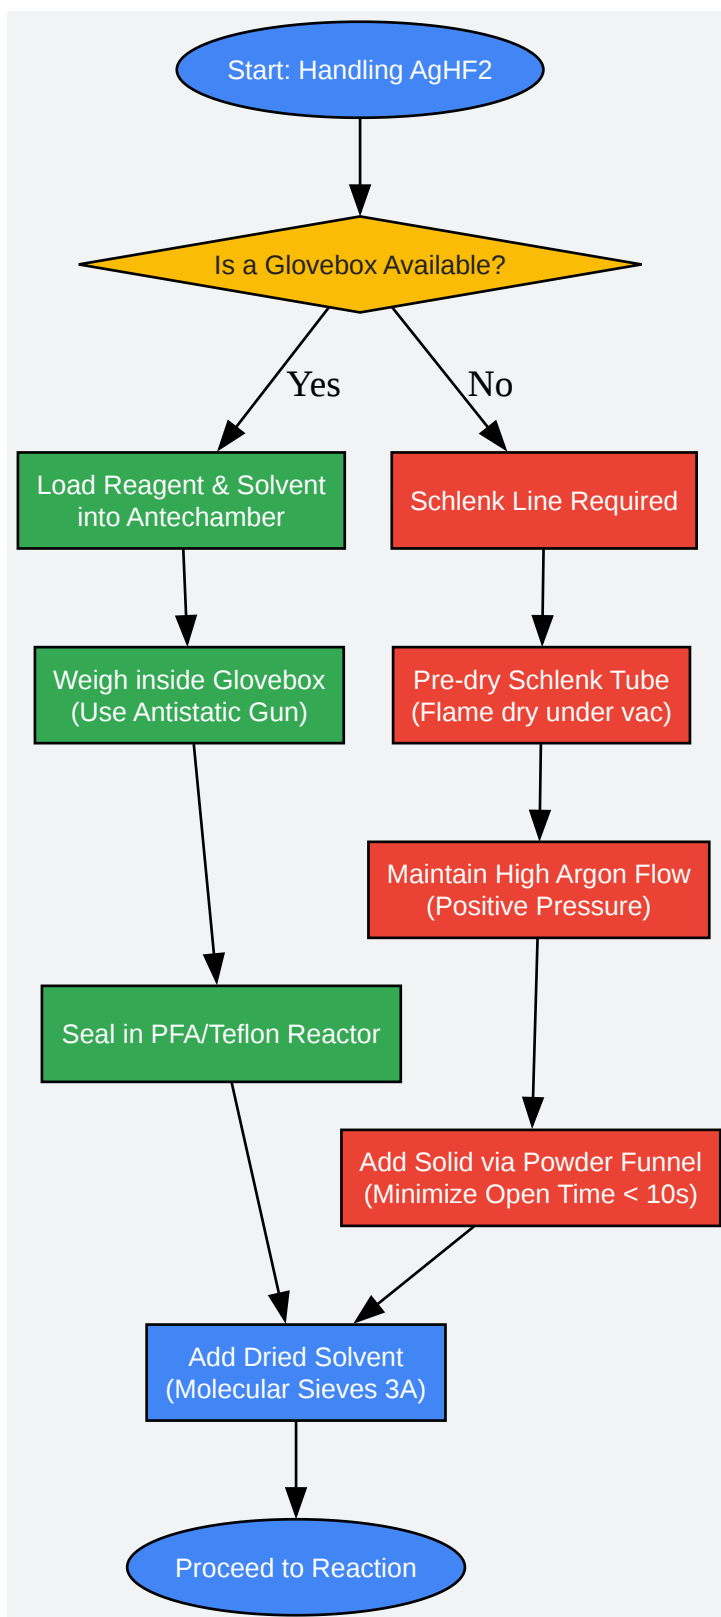 Start: Handling AgHF2
Is a Glovebox Available?
Yes
No
Load Reagent & Solvent
into Antechamber
Schlenk Line Required
Weigh inside Glovebox
(Use Antistatic Gun)
Pre-dry Schlenk Tube
(Flame dry under vac)
Maintain High Argon Flow
(Positive Pressure)
Seal in PFA/Teflon Reactor
Add Solid via Powder Funnel
(Minimize Open Time < 10s)
Add Dried Solvent
(Molecular Sieves 3A)
Proceed to Reaction